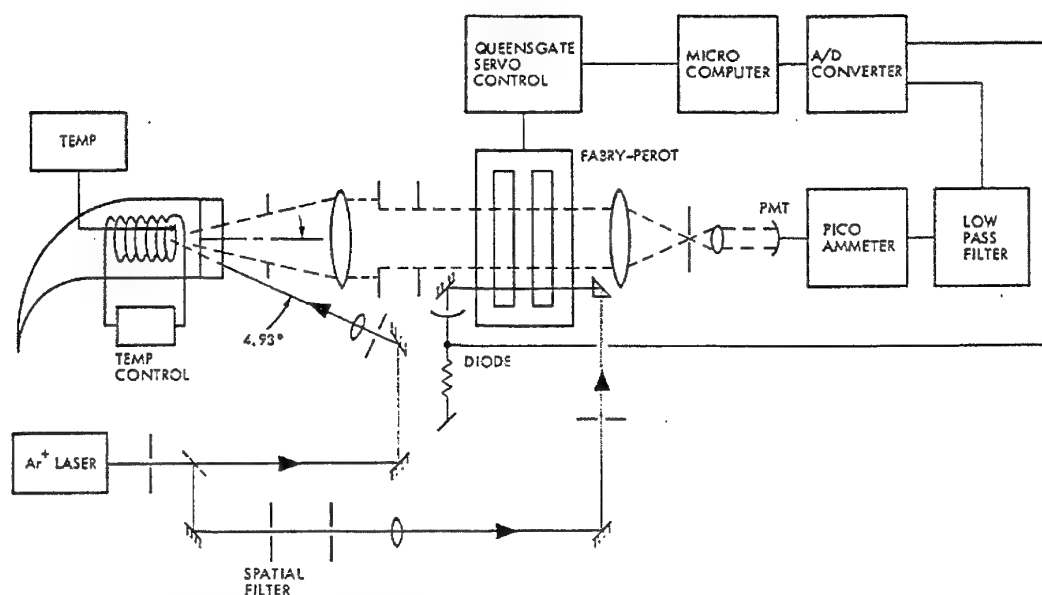 QUEENSGATE
SERVO
CONTROL
MICRO
COMPUTER
A/D
CONVERTER
TEMP
FABRY-PEROT
PMT
PICO
AMMETER
LOW
PASS
FILTER
4.93°
TEMP
CONTROL
DIODE
Ar+ LASER
SPATIAL
FILTER